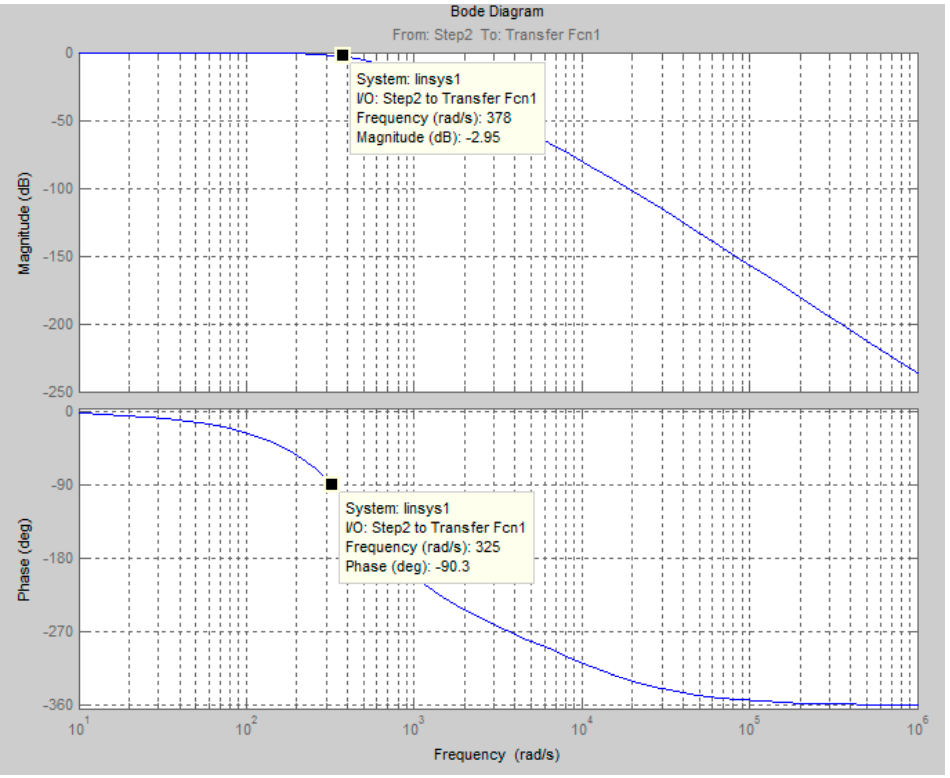 Bode Diagram
From: Step2  To: Transfer Fcn1
Magnitude (dB)
0
-50
-100
-150
-200
-250
System: linsys1
I/O: Step2 to Transfer Fcn1
Frequency (rad/s): 378
Magnitude (dB): -2.95
Phase (deg)
0
-90
-180
-270
-360
System: linsys1
I/O: Step2 to Transfer Fcn1
Frequency (rad/s): 325
Phase (deg): -90.3
10^1 10^2 10^3 10^4 10^5 10^6
Frequency  (rad/s)